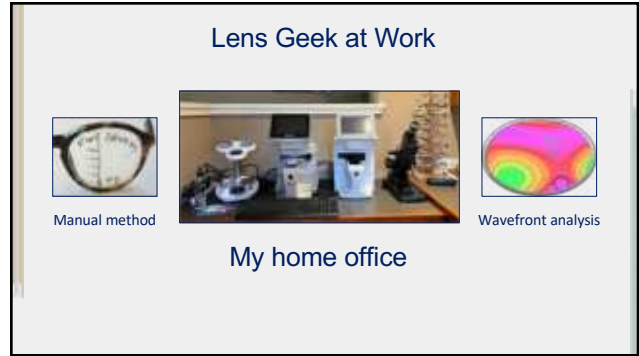 Lens Geek at Work
Manual method
Wavefront analysis
My home office